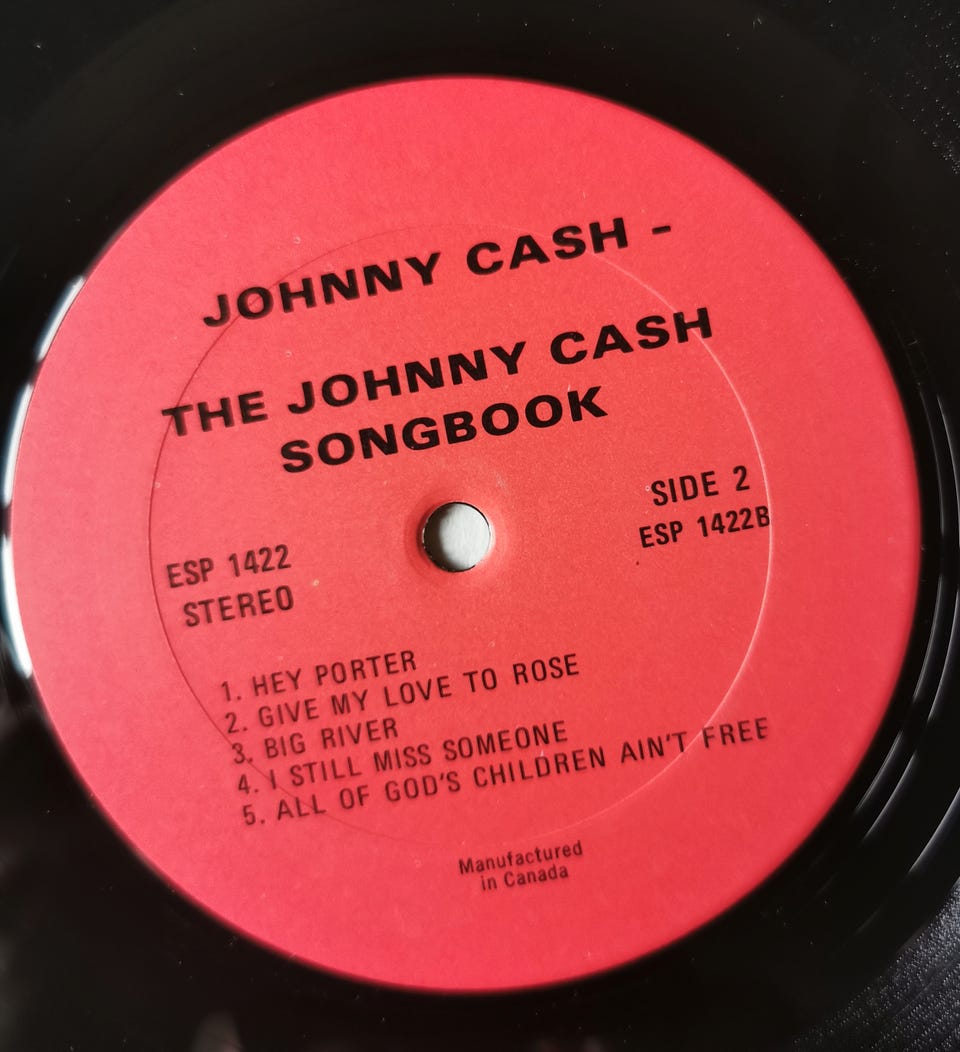 JOHNNY CASH -
THE JOHNNY CASH
SONGBOOK
SIDE 2
ESP 1422B
ESP 1422
STEREO
1. HEY PORTER
2. GIVE MY LOVE TO ROSE
3. BIG RIVER
4. I STILL MISS SOMEONE
5. ALL OF GOD'S CHILDREN AIN'T FREE
Manufactured
in Canada